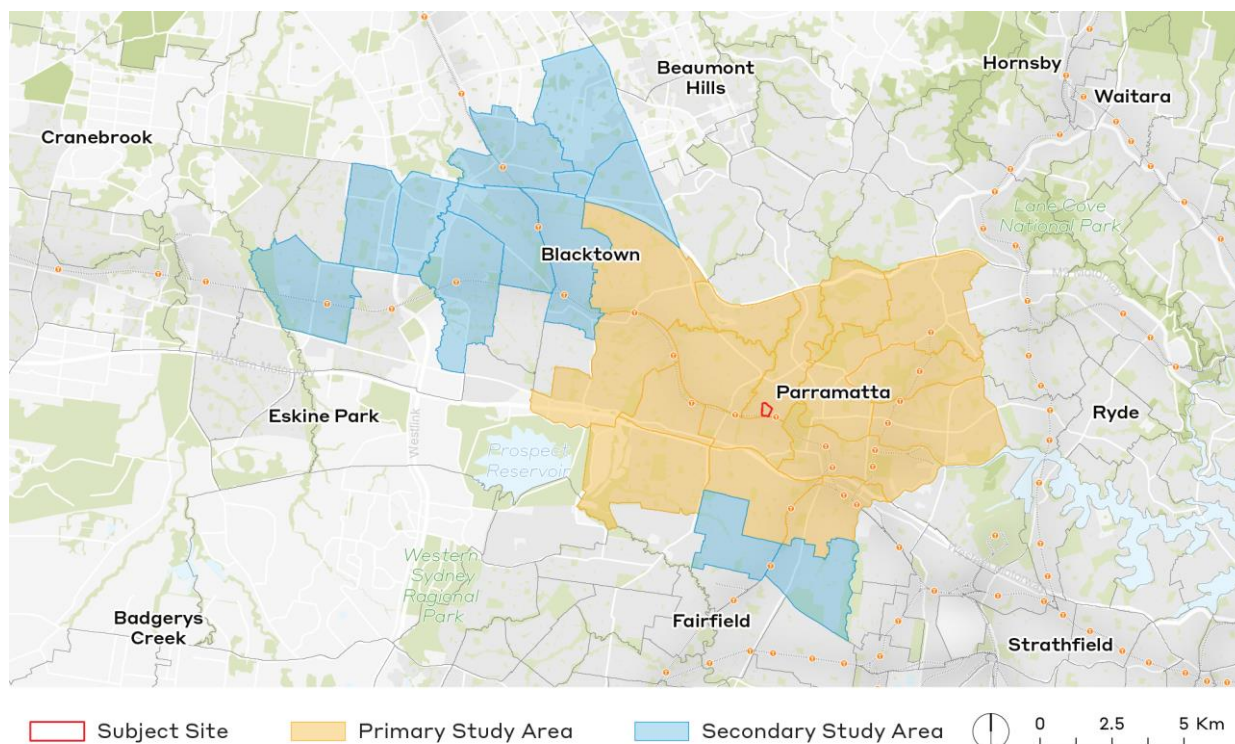 Beaumont
Hills
Hornsby
Waitara
Cranebrook
Lane Cove
National Park
Blacktown
Parramatta
Ryde
Eskine Park
Westlink
Prospect
Reservoir
Western
Sydney
Ragional
Park
Badgerys
Creek
Fairfield
Strathfield
Subject Site
Primary Study Area
Secondary Study Area
0 2.5 5 Km